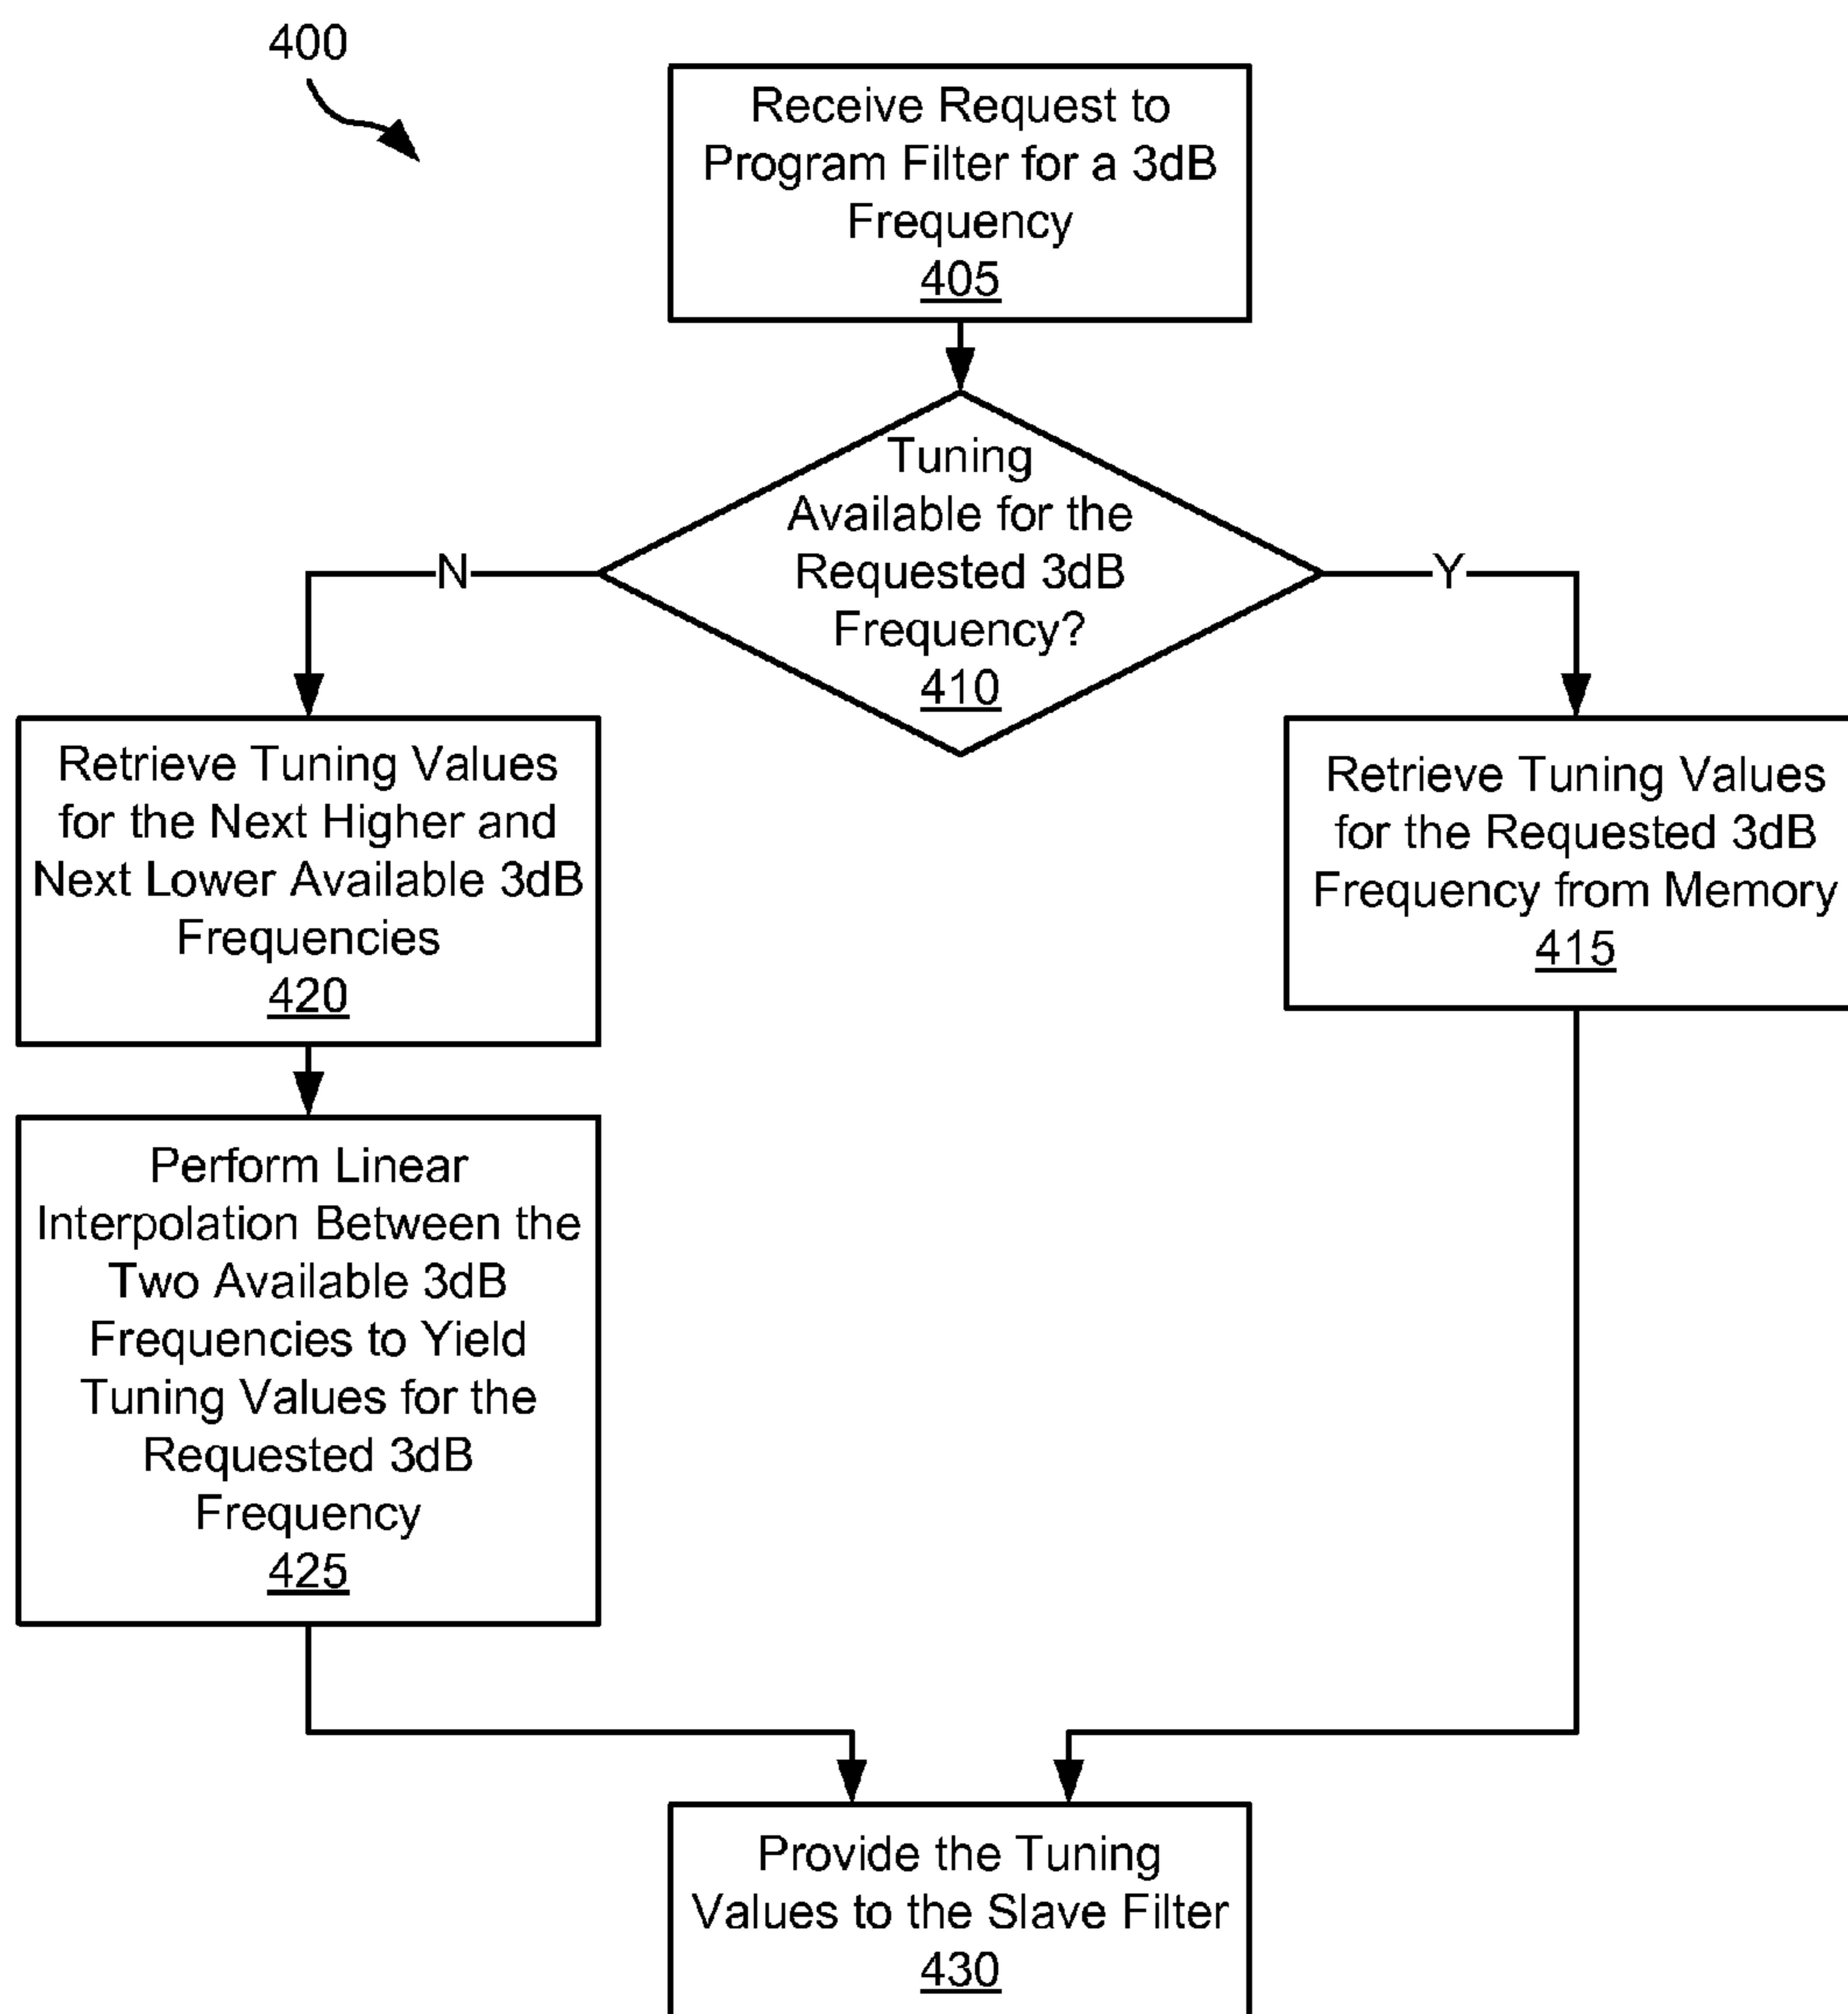 400
Receive Request to
Program Filter for a 3dB
Frequency
405
Tuning
Available for the
Requested 3dB
Frequency?
410
N
Y
Retrieve Tuning Values
for the Next Higher and
Next Lower Available 3dB
Frequencies
420
Retrieve Tuning Values
for the Requested 3dB
Frequency from Memory
415
Perform Linear
Interpolation Between the
Two Available 3dB
Frequencies to Yield
Tuning Values for the
Requested 3dB
Frequency
425
Provide the Tuning
Values to the Slave Filter
430